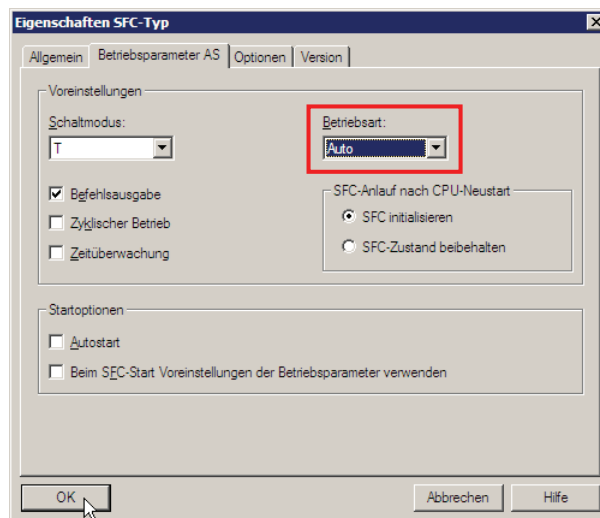 Eigenschaften SFC-Typ
Allgemein Betriebsparameter AS Optionen Version
Voreinstellungen
Schaltmodus: Betriebsart:
T Auto
Befehlsausgabe
Zyklischer Betrieb
Zeitüberwachung
SFC-Anlauf nach CPU-Neustart
SFC initialisieren
SFC-Zustand beibehalten
Startoptionen
Autostart
Beim SFC-Start Voreinstellungen der Betriebsparameter verwenden
OK Abbrechen Hilfe